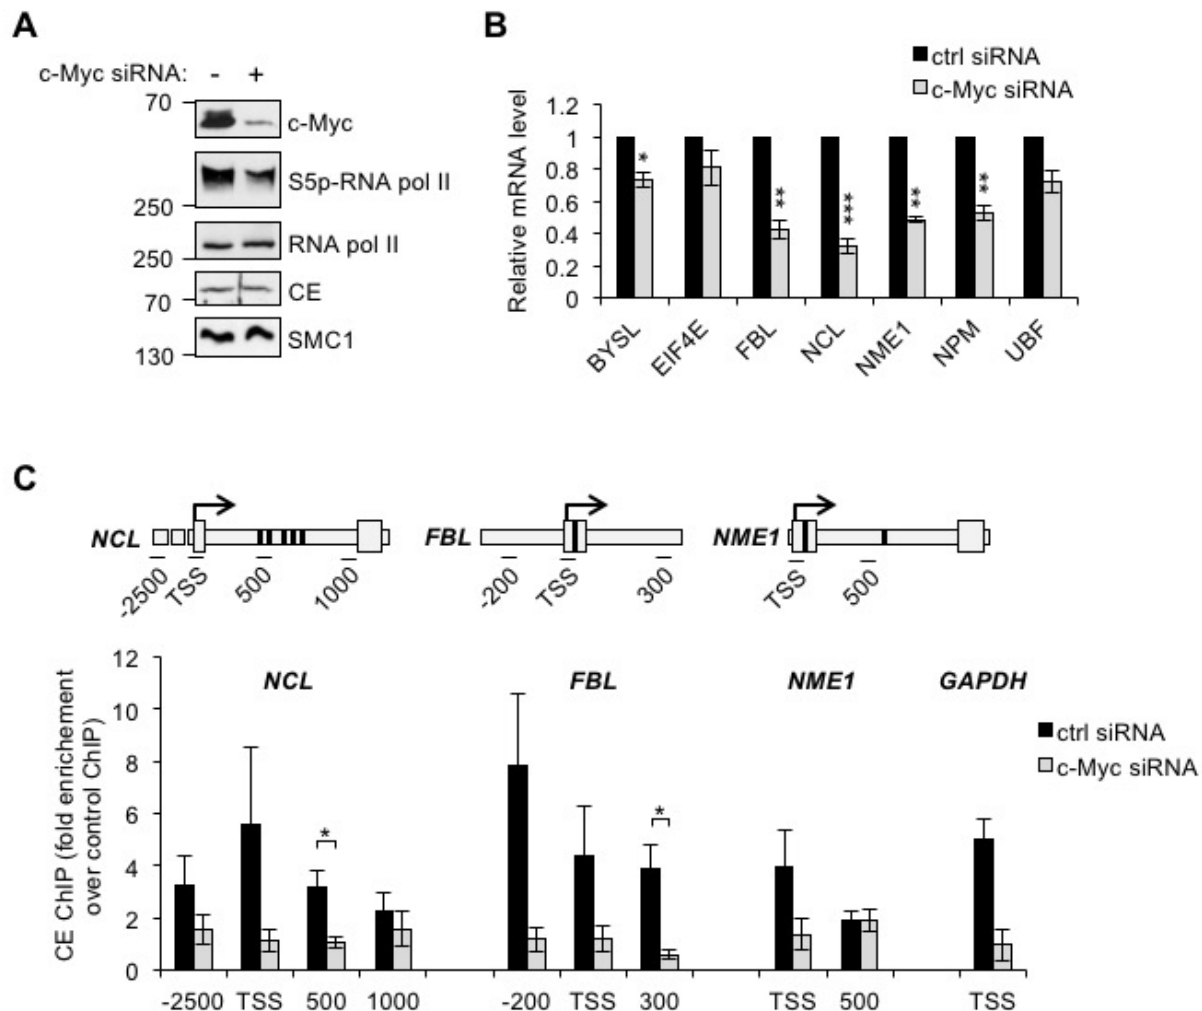 A
c-Myc siRNA: - +
70
c-Myc
S5p-RNA pol II
250
RNA pol II
250
CE
70
SMC1
130
B
ctrl siRNA
c-Myc siRNA
Relative mRNA level
1.2
1
0.8
0.6
0.4
0.2
0
* ** *** ** **
BYSL EIF4E FBL NCL NME1 NPM UBF
C
NCL
-2500 TSS 500 1000
FBL
-200 TSS 300
NME1
TSS 500
CE ChIP (fold enrichement
over control ChIP)
12
10
8
6
4
2
0
NCL FBL NME1 GAPDH
ctrl siRNA
c-Myc siRNA
* *
-2500 TSS 500 1000 -200 TSS 300 TSS 500 TSS